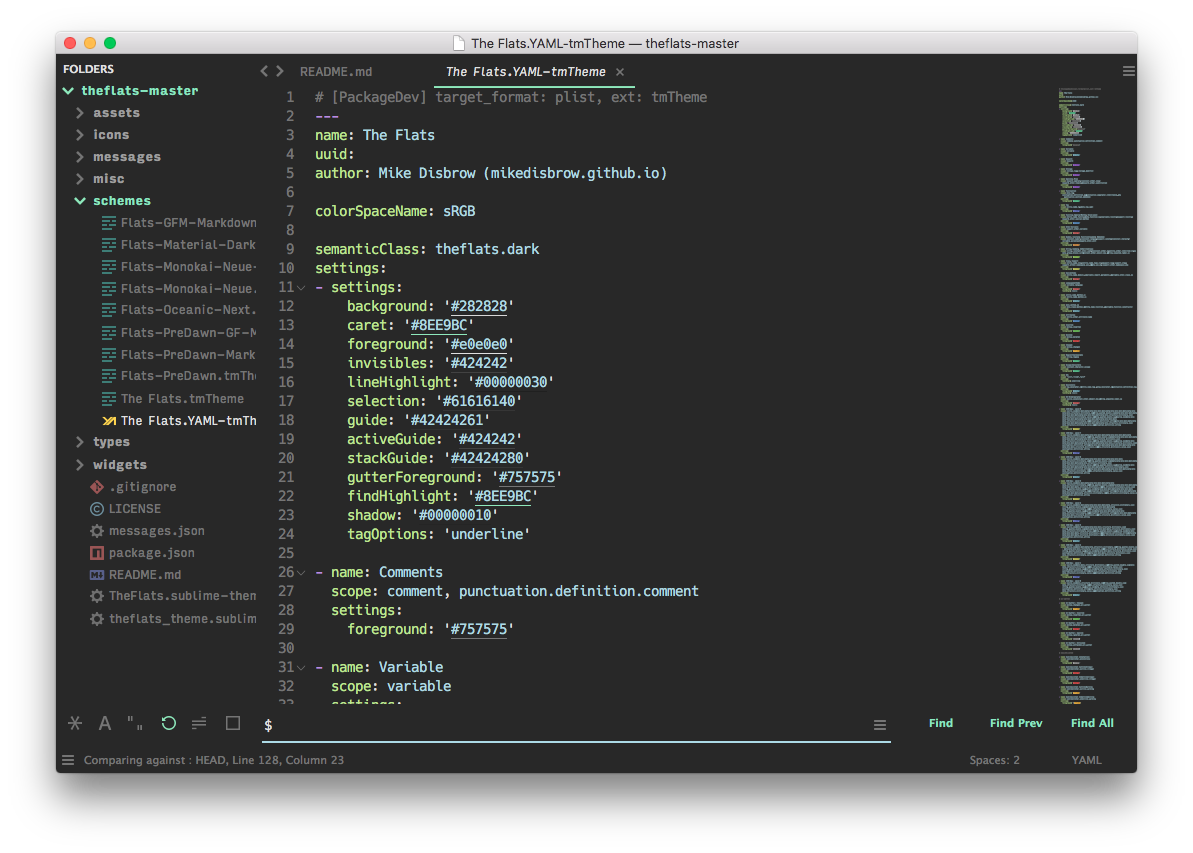 The Flats.YAML-tmTheme — theflats-master
FOLDERS
theflats-master
assets
icons
messages
misc
schemes
Flats-GFM-Markdown
Flats-Material-Dark
Flats-Monokai-Neue-
Flats-Monokai-Neue.
Flats-Oceanic-Next.
Flats-PreDawn-GF-M
Flats-PreDawn-Mark
Flats-PreDawn.tmThe
The Flats.tmTheme
The Flats.YAML-tmTh
types
widgets
.gitignore
LICENSE
messages.json
package.json
README.md
TheFlats.sublime-them
theflats_theme.sublim
README.md
The Flats.YAML-tmTheme ×
1 # [PackageDev] target_format: plist, ext: tmTheme
2 ---
3 name: The Flats
4 uuid:
5 author: Mike Disbrow (mikedisbrow.github.io)
6
7 colorSpaceName: sRGB
8
9 semanticClass: theflats.dark
10 settings:
11 - settings:
12 background: '#282828'
13 caret: '#8EE9BC'
14 foreground: '#e0e0e0'
15 invisibles: '#424242'
16 lineHighlight: '#00000030'
17 selection: '#61616140'
18 guide: '#42424261'
19 activeGuide: '#424242'
20 stackGuide: '#42424280'
21 gutterForeground: '#757575'
22 findHighlight: '#8EE9BC'
23 shadow: '#00000010'
24 tagOptions: 'underline'
25
26 - name: Comments
27 scope: comment, punctuation.definition.comment
28 settings:
29 foreground: '#757575'
30
31 - name: Variable
32 scope: variable
33 settings:
A " „ $ Find Find Prev Find All
Comparing against : HEAD, Line 128, Column 23
Spaces: 2 YAML